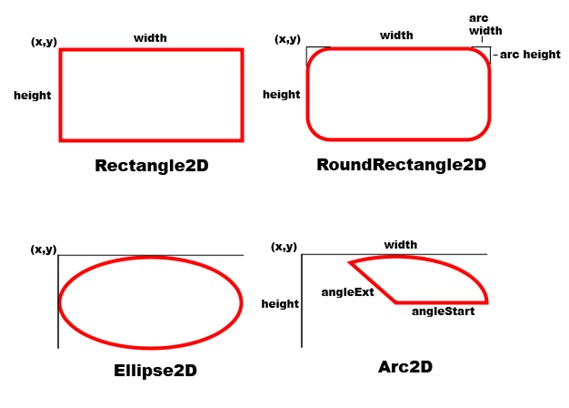 (x,y)
width
height
Rectangle2D
(x,y)
width
arc
width
arc height
height
RoundRectangle2D
(x,y)
Ellipse2D
(x,y)
width
height
angleExt
angleStart
Arc2D